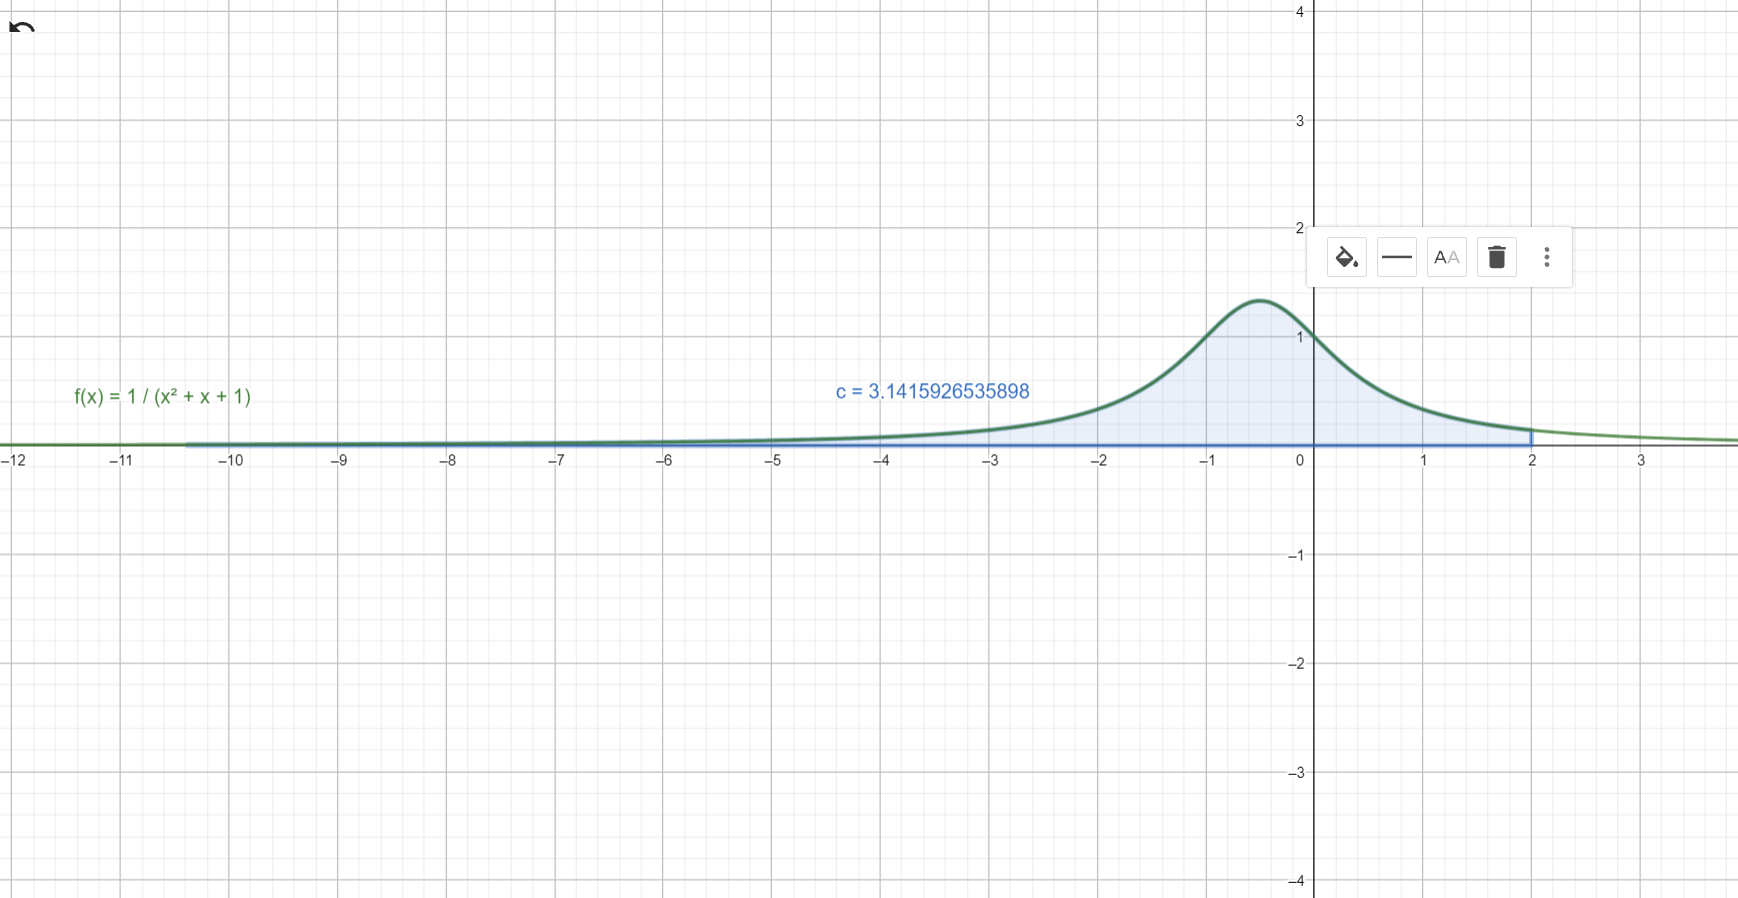 4
3
2
AA
1
f(x) = 1 / (x² + x + 1)
c = 3.1415926535898
–12 –11 –10 –9 –8 –7 –6 –5 –4 –3 –2 –1 0 1 2 3
–1
–2
–3
–4